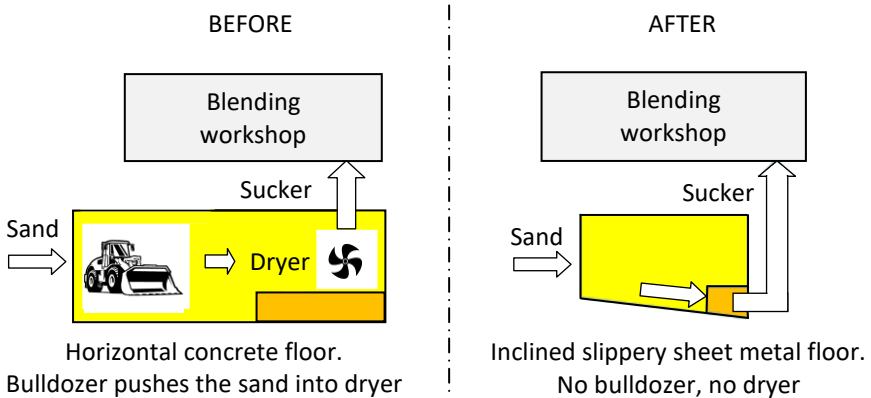 BEFORE
Blending
workshop
Sucker
Sand
Dryer
Horizontal concrete floor.
Bulldozer pushes the sand into dryer
AFTER
Blending
workshop
Sucker
Sand
Inclined slippery sheet metal floor.
No bulldozer, no dryer